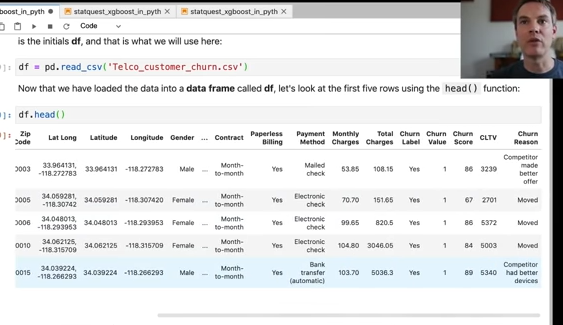 oost_in_pyth statquest_xgboost_in_pyth statquest_xgboost_in_pyth
Code
is the initials df, and that is what we will use here:
df = pd.read_csv('Telco_customer_churn.csv')
Now that we have loaded the data into a data frame called df, let's look at the first five rows using the head() function:
df.head()
Zip Code Lat Long Latitude Longitude Gender ... Contract Paperless Billing Payment Method Monthly Charges Total Charges Churn Label Churn Value Churn Score CLTV Churn Reason
0003 33.964131, -118.272783 33.964131 -118.272783 Male ... Month-to-month Yes Mailed check 53.85 108.15 Yes 1 86 3239 Competitor made better offer
0005 34.059281, -118.30742 34.059281 -118.307420 Female ... Month-to-month Yes Electronic check 70.70 151.65 Yes 1 67 2701 Moved
0006 34.048013, -118.293953 34.048013 -118.293953 Female ... Month-to-month Yes Electronic check 99.65 820.5 Yes 1 86 5372 Moved
0010 34.062125, -118.315709 34.062125 -118.315709 Female ... Month-to-month Yes Electronic check 104.80 3046.05 Yes 1 84 5003 Moved
0015 34.039224, -118.266293 34.039224 -118.266293 Male ... Month-to-month Yes Bank transfer (automatic) 103.70 5036.3 Yes 1 89 5340 Competitor had better devices